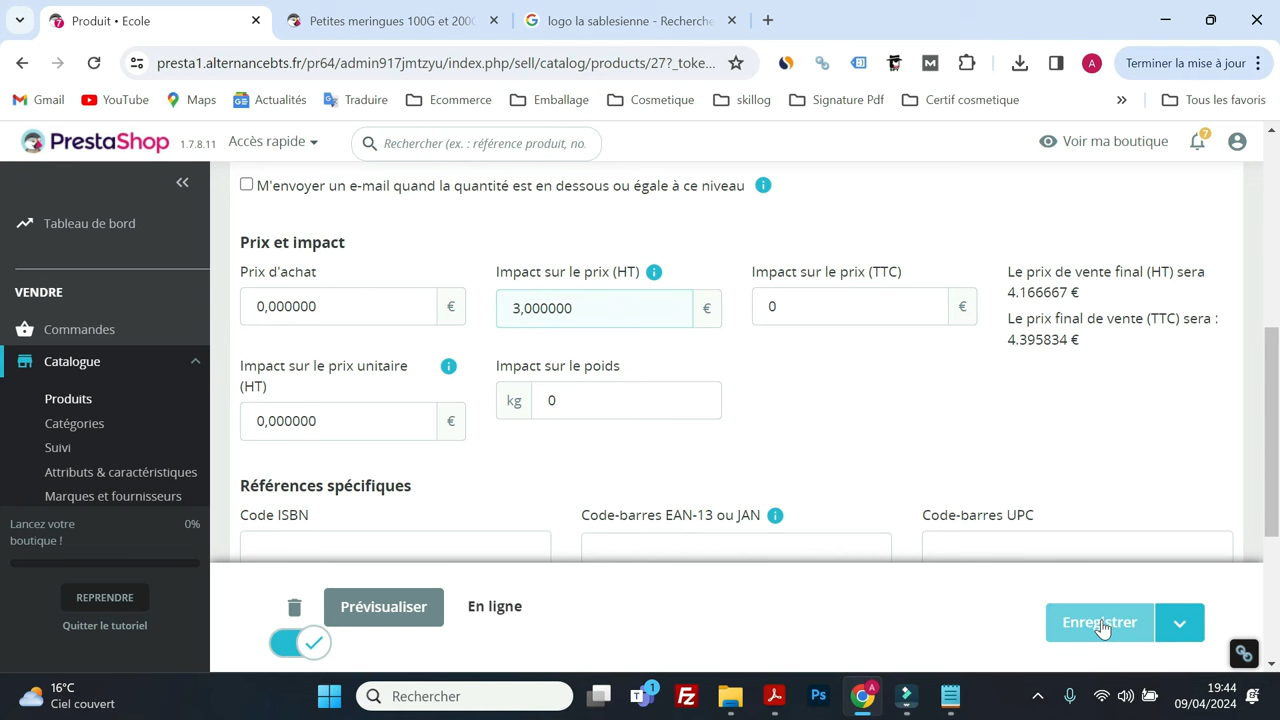 Produit • Ecole
Petites meringues 100G et 200G
logo la sablesienne - Recherche
presta1.alternancebts.fr/pr64/admin917jmtzyu/index.php/sell/catalog/products/27?_toke...
A
Terminer la mise à jour
Gmail
YouTube
Maps
Actualités
Traduire
Ecommerce
Emballage
Cosmetique
skillog
Signature Pdf
Certif cosmetique
»
Tous les favoris
PrestaShop
1.7.8.11
Accès rapide
Rechercher (ex. : référence produit, no.
Voir ma boutique
7
Tableau de bord
VENDRE
Commandes
Catalogue
Produits
Catégories
Suivi
Attributs & caractéristiques
Marques et fournisseurs
Lancez votre
boutique !
0%
REPRENDRE
Quitter le tutoriel
M'envoyer un e-mail quand la quantité est en dessous ou égale à ce niveau
Prix et impact
Prix d'achat
0,000000 €
Impact sur le prix (HT)
3,000000 €
Impact sur le prix (TTC)
0 €
Le prix de vente final (HT) sera
4.166667 €
Le prix final de vente (TTC) sera :
4.395834 €
Impact sur le prix unitaire
(HT)
0,000000 €
Impact sur le poids
kg 0
Références spécifiques
Code ISBN
Code-barres EAN-13 ou JAN
Code-barres UPC
Prévisualiser
En ligne
Enregistrer
16°C
Ciel couvert
Rechercher
1
Ps
A
19:44
09/04/2024